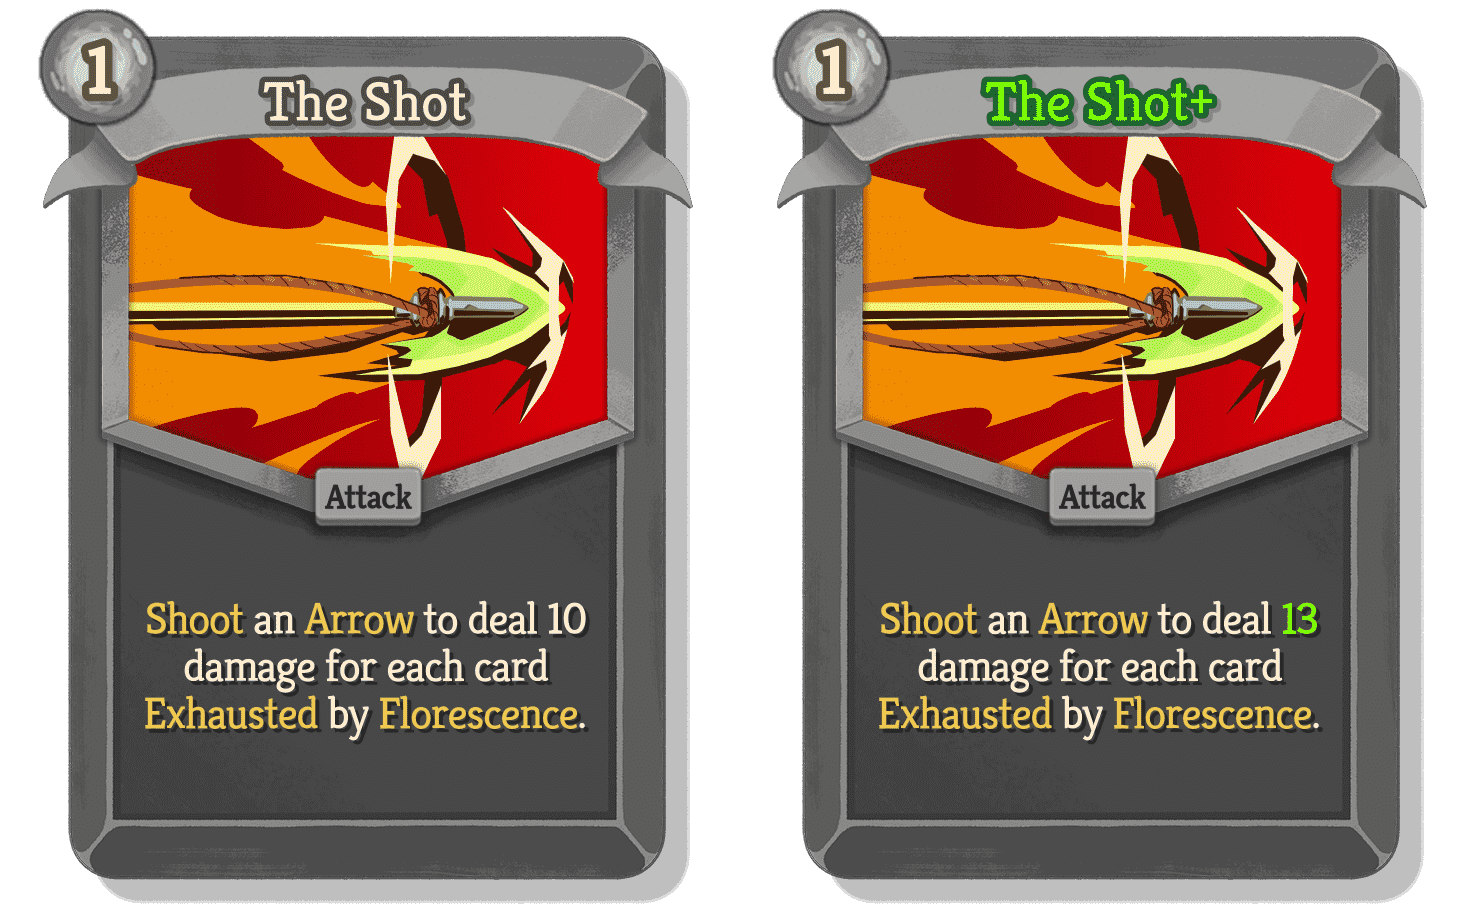 1
The Shot
Attack
Shoot an Arrow to deal 10
damage for each card
Exhausted by Florescence.
1
The Shot+
Attack
Shoot an Arrow to deal 13
damage for each card
Exhausted by Florescence.